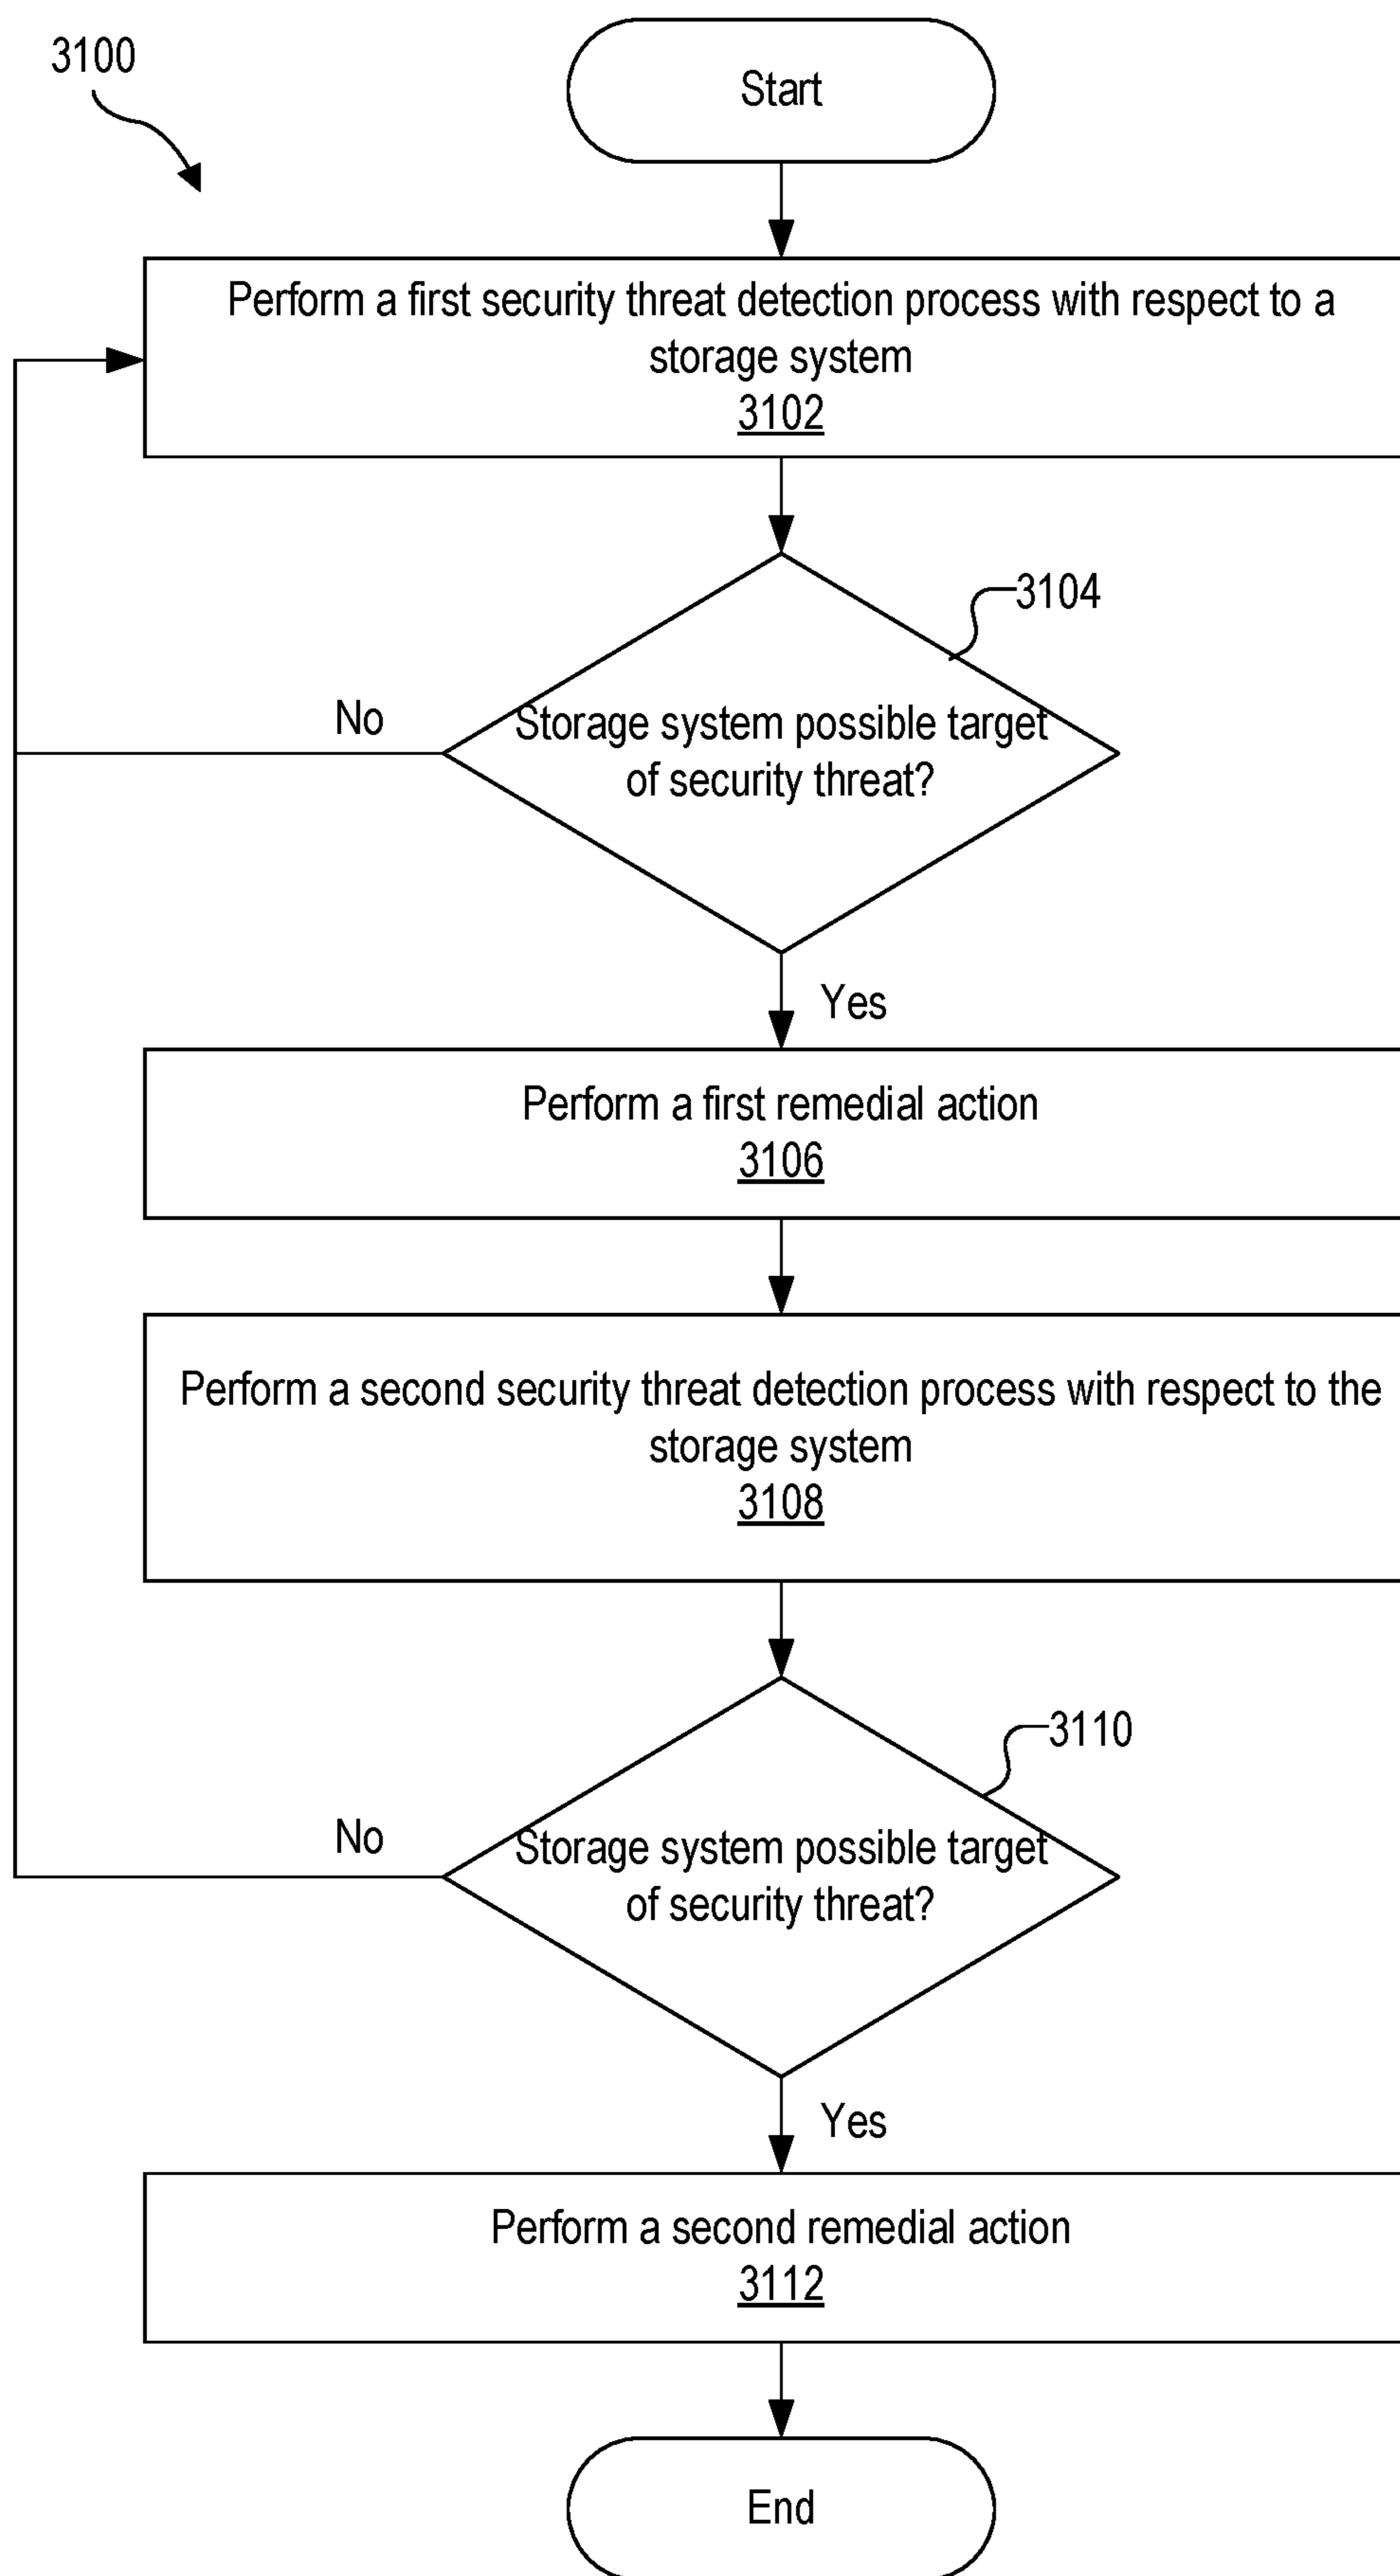 3100
Start
Perform a first security threat detection process with respect to a
storage system
3102
3104
No
Storage system possible target
of security threat?
Yes
Perform a first remedial action
3106
Perform a second security threat detection process with respect to the
storage system
3108
3110
No
Storage system possible target
of security threat?
Yes
Perform a second remedial action
3112
End